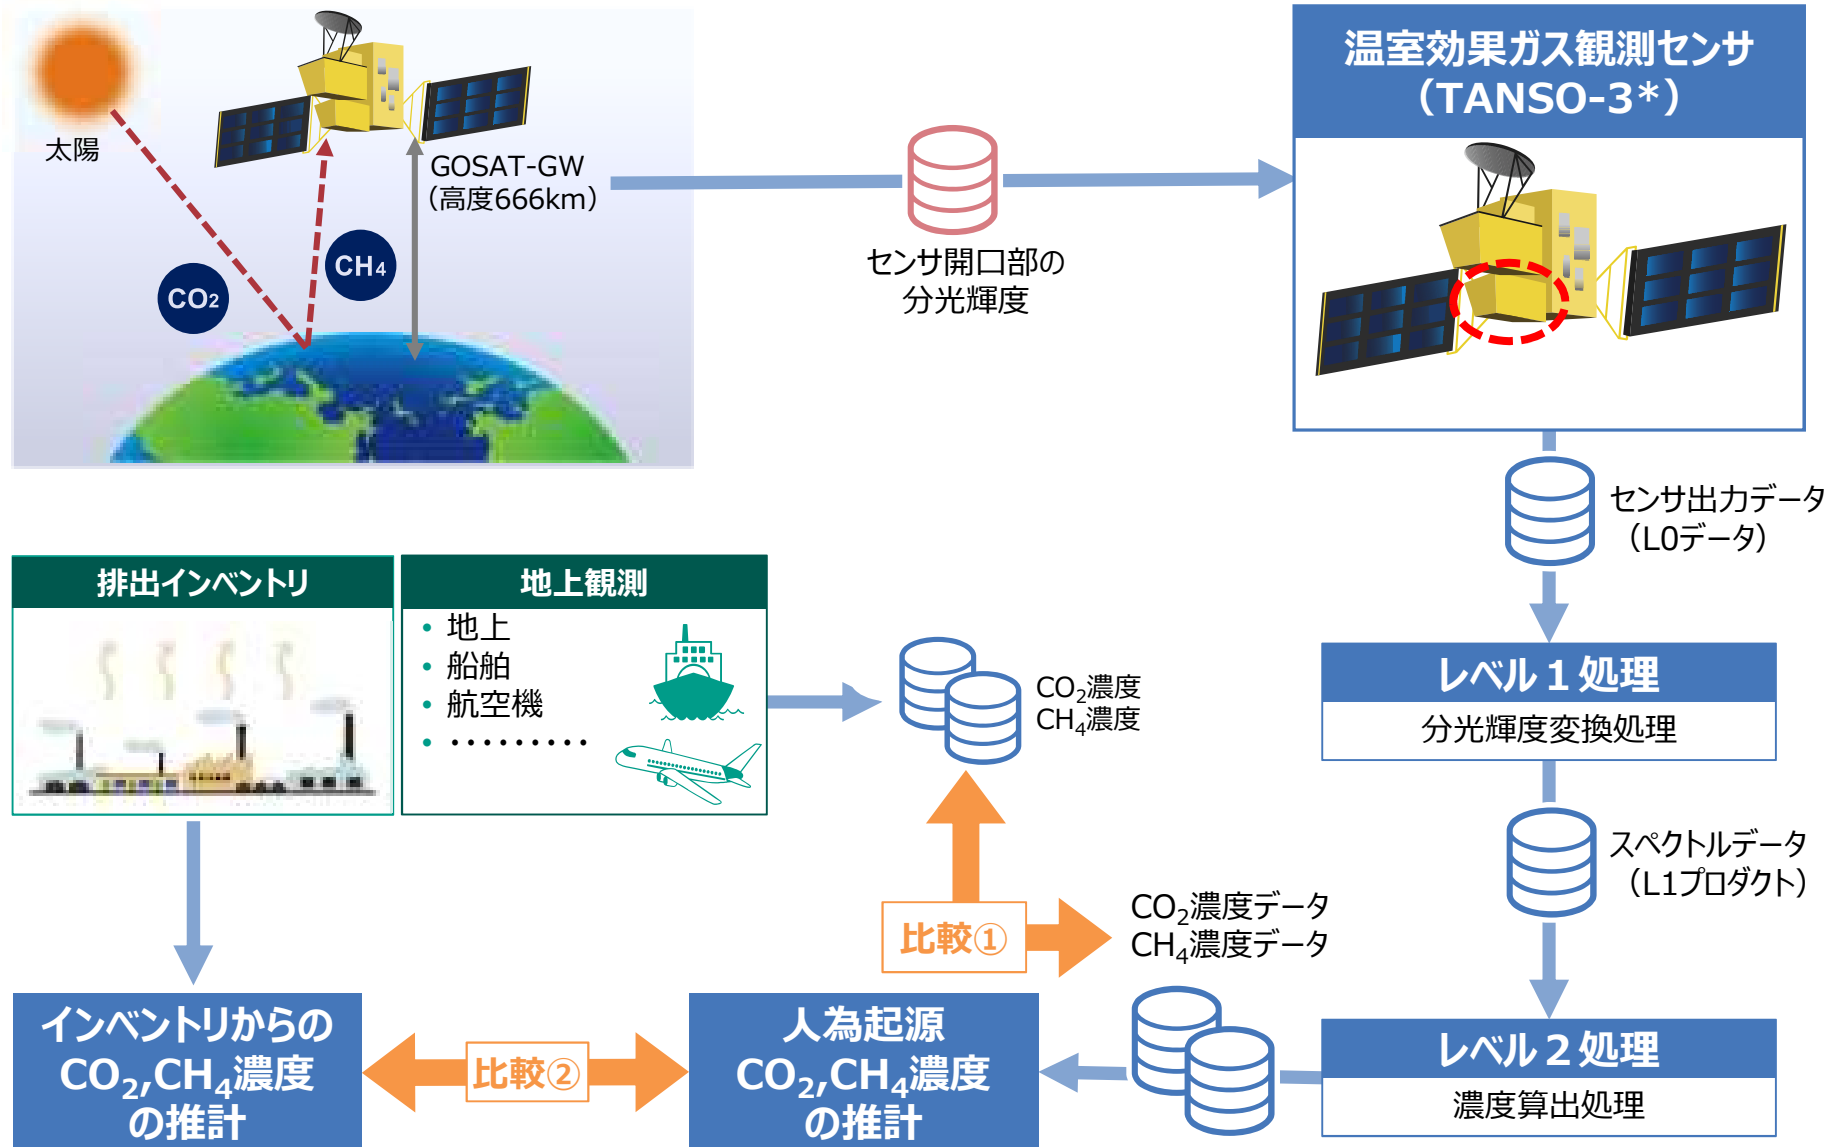 太陽
GOSAT-GW
（高度666km）
CO2
CH4
センサ開口部の
分光輝度
温室効果ガス観測センサ
（TANSO-3*）
センサ出力データ
（L0データ）
排出インベントリ
地上観測
• 地上
• 船舶
• 航空機
• ………
CO2濃度
CH4濃度
レベル１処理
分光輝度変換処理
スペクトルデータ
（L1プロダクト）
比較①
CO2濃度データ
CH4濃度データ
インベントリからの
CO2,CH4濃度
の推計
比較②
人為起源
CO2,CH4濃度
の推計
レベル２処理
濃度算出処理